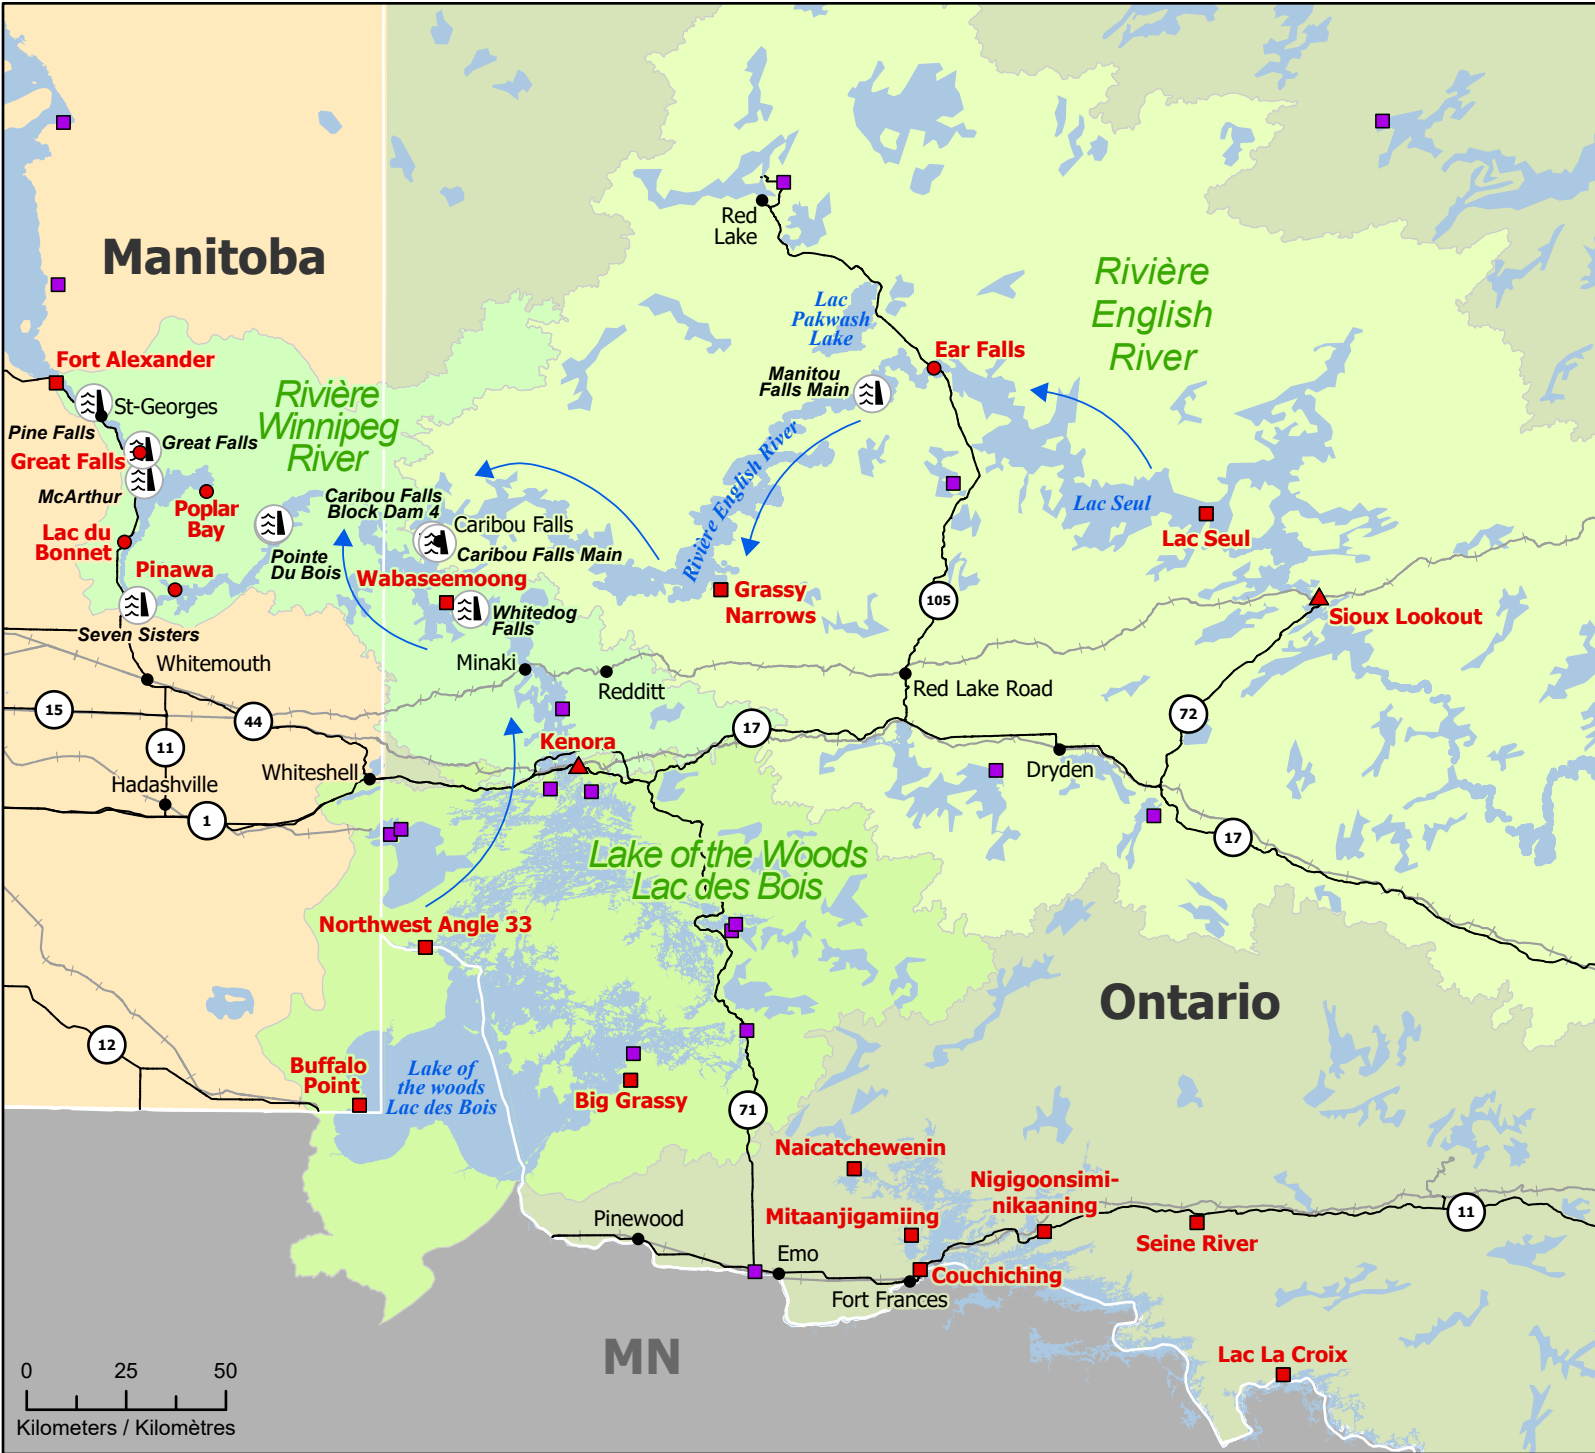 Red
Lake
Manitoba
Rivière
English
River
Lac
Pakwash
Lake
Fort Alexander
Ear Falls
Manitou
Falls Main
Rivière
Winnipeg
River
St-Georges
Pine Falls
Great Falls
Great Falls
McArthur
Poplar
Bay
Caribou Falls
Block Dam 4
Caribou Falls
Caribou Falls Main
Rivière English River
Lac Seul
Lac Seul
Lac du
Bonnet
Pointe
Du Bois
Pinawa
Wabaseemoong
Whitedog
Falls
Grassy
Narrows
105
Sioux Lookout
Seven Sisters
Whitemouth
Minaki
Redditt
Red Lake Road
15
44
11
17
72
Kenora
Whiteshell
Hadashville
Dryden
1
17
Lake of the Woods
Lac des Bois
Northwest Angle 33
Ontario
12
Buffalo
Point
Lake of
the woods
Lac des Bois
Big Grassy
71
Naicatchewenin
Nigigoonsimi-
nikaaning
Mitaanjigamiing
11
Seine River
Pinewood
Emo
Couchiching
Fort Frances
MN
Lac La Croix
0 25 50
Kilometers / Kilomètres